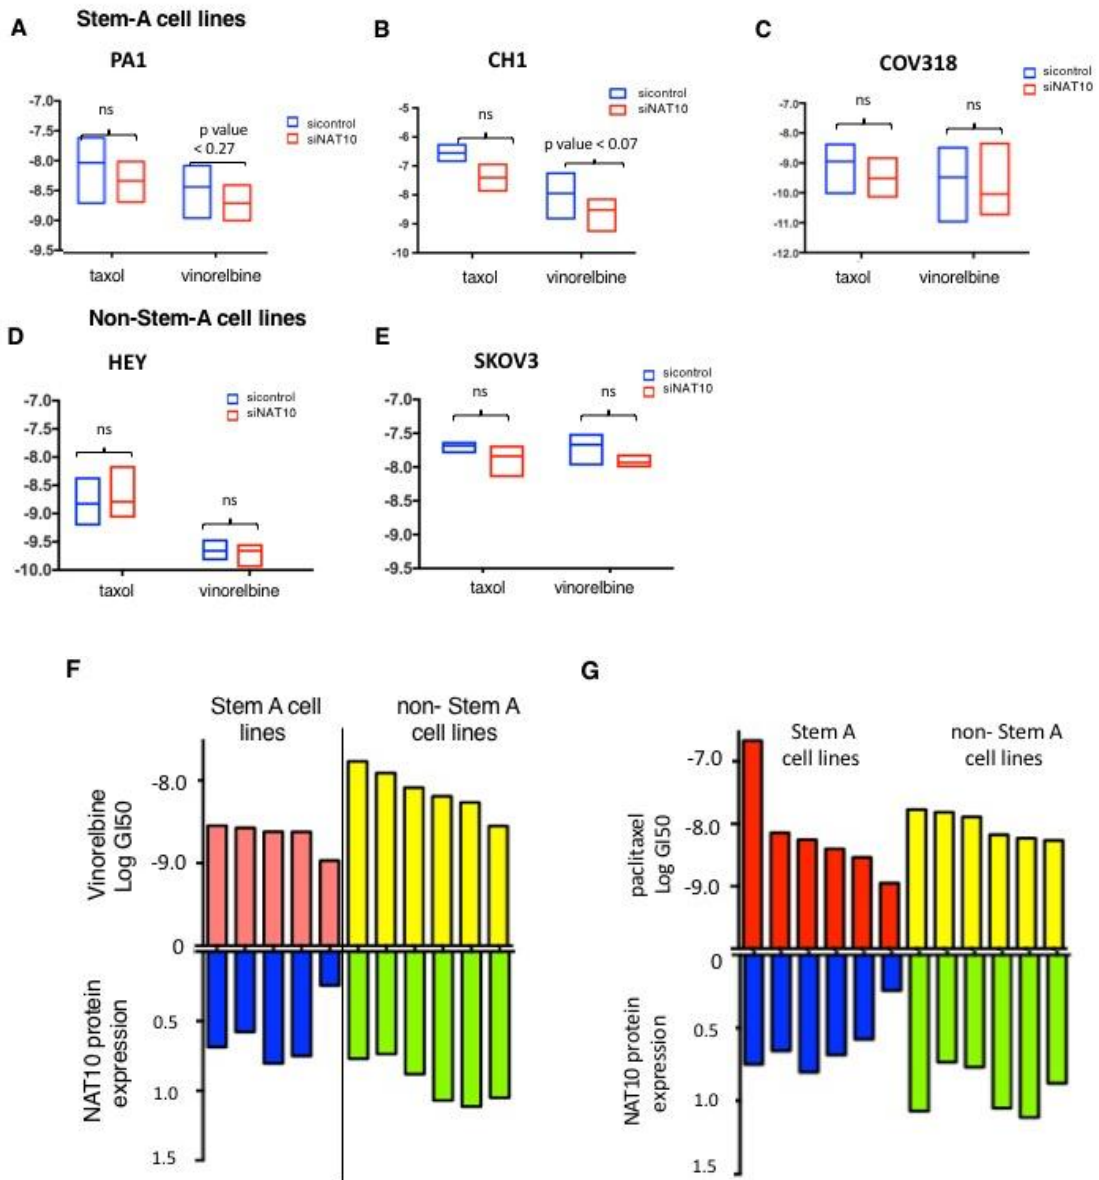 A
Stem-A cell lines
PA1
-7.0
-7.5
-8.0
-8.5
-9.0
-9.5
ns
p value
< 0.27
sicontrol
siNAT10
taxol
vinorelbine
B
CH1
-5
-6
-7
-8
-9
-10
ns
p value < 0.07
sicontrol
siNAT10
taxol
vinorelbine
C
COV318
-7.0
-8.0
-9.0
-10.0
-11.0
-12.0
ns
ns
sicontrol
siNAT10
taxol
vinorelbine
Non-Stem-A cell lines
D
HEY
-7.0
-7.5
-8.0
-8.5
-9.0
-9.5
-10.0
ns
ns
sicontrol
siNAT10
taxol
vinorelbine
E
SKOV3
-7.0
-7.5
-8.0
-8.5
-9.0
-9.5
ns
ns
sicontrol
siNAT10
taxol
vinorelbine
F
Stem A cell
lines
non- Stem A
cell lines
Vinorelbine
Log GI50
-8.0
-9.0
0
NAT10 protein
expression
0.5
1.0
1.5
G
Stem A
cell lines
non- Stem A
cell lines
paclitaxel
Log GI50
-7.0
-8.0
-9.0
0
NAT10 protein
expression
0.5
1.0
1.5